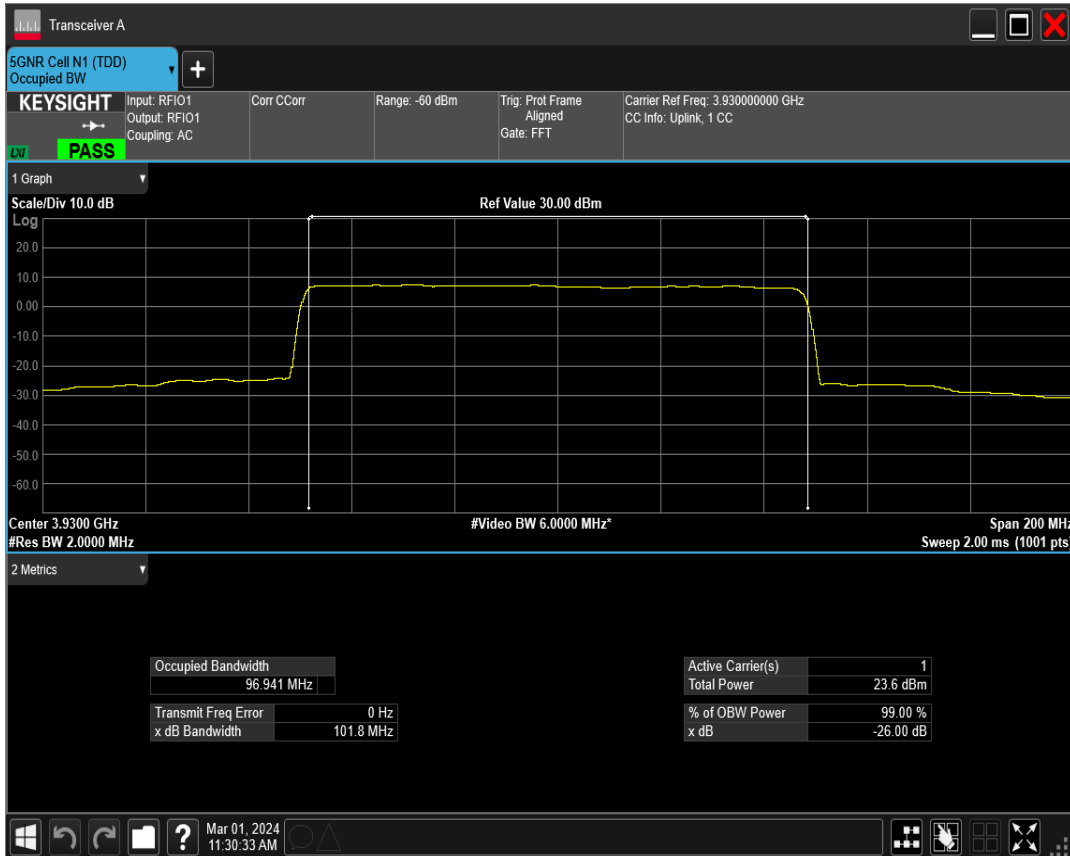 Transceiver A
5GNR Cell N1 (TDD)
Occupied BW
+
KEYSIGHT
LXI
PASS
Input: RFIO1
Output: RFIO1
Coupling: AC
Corr CCorr
Range: -60 dBm
Trig: Prot Frame
Aligned
Gate: FFT
Carrier Ref Freq: 3.930000000 GHz
CC Info: Uplink, 1 CC
1 Graph
Scale/Div 10.0 dB
Ref Value 30.00 dBm
Log
20.0
10.0
0.00
-10.0
-20.0
-30.0
-40.0
-50.0
-60.0
Center 3.9300 GHz
#Video BW 6.0000 MHz*
Span 200 MHz
#Res BW 2.0000 MHz
Sweep 2.00 ms (1001 pts)
2 Metrics
Occupied Bandwidth
96.941 MHz
Transmit Freq Error 0 Hz
x dB Bandwidth 101.8 MHz
Active Carrier(s) 1
Total Power 23.6 dBm
% of OBW Power 99.00 %
x dB -26.00 dB
?
Mar 01, 2024
11:30:33 AM